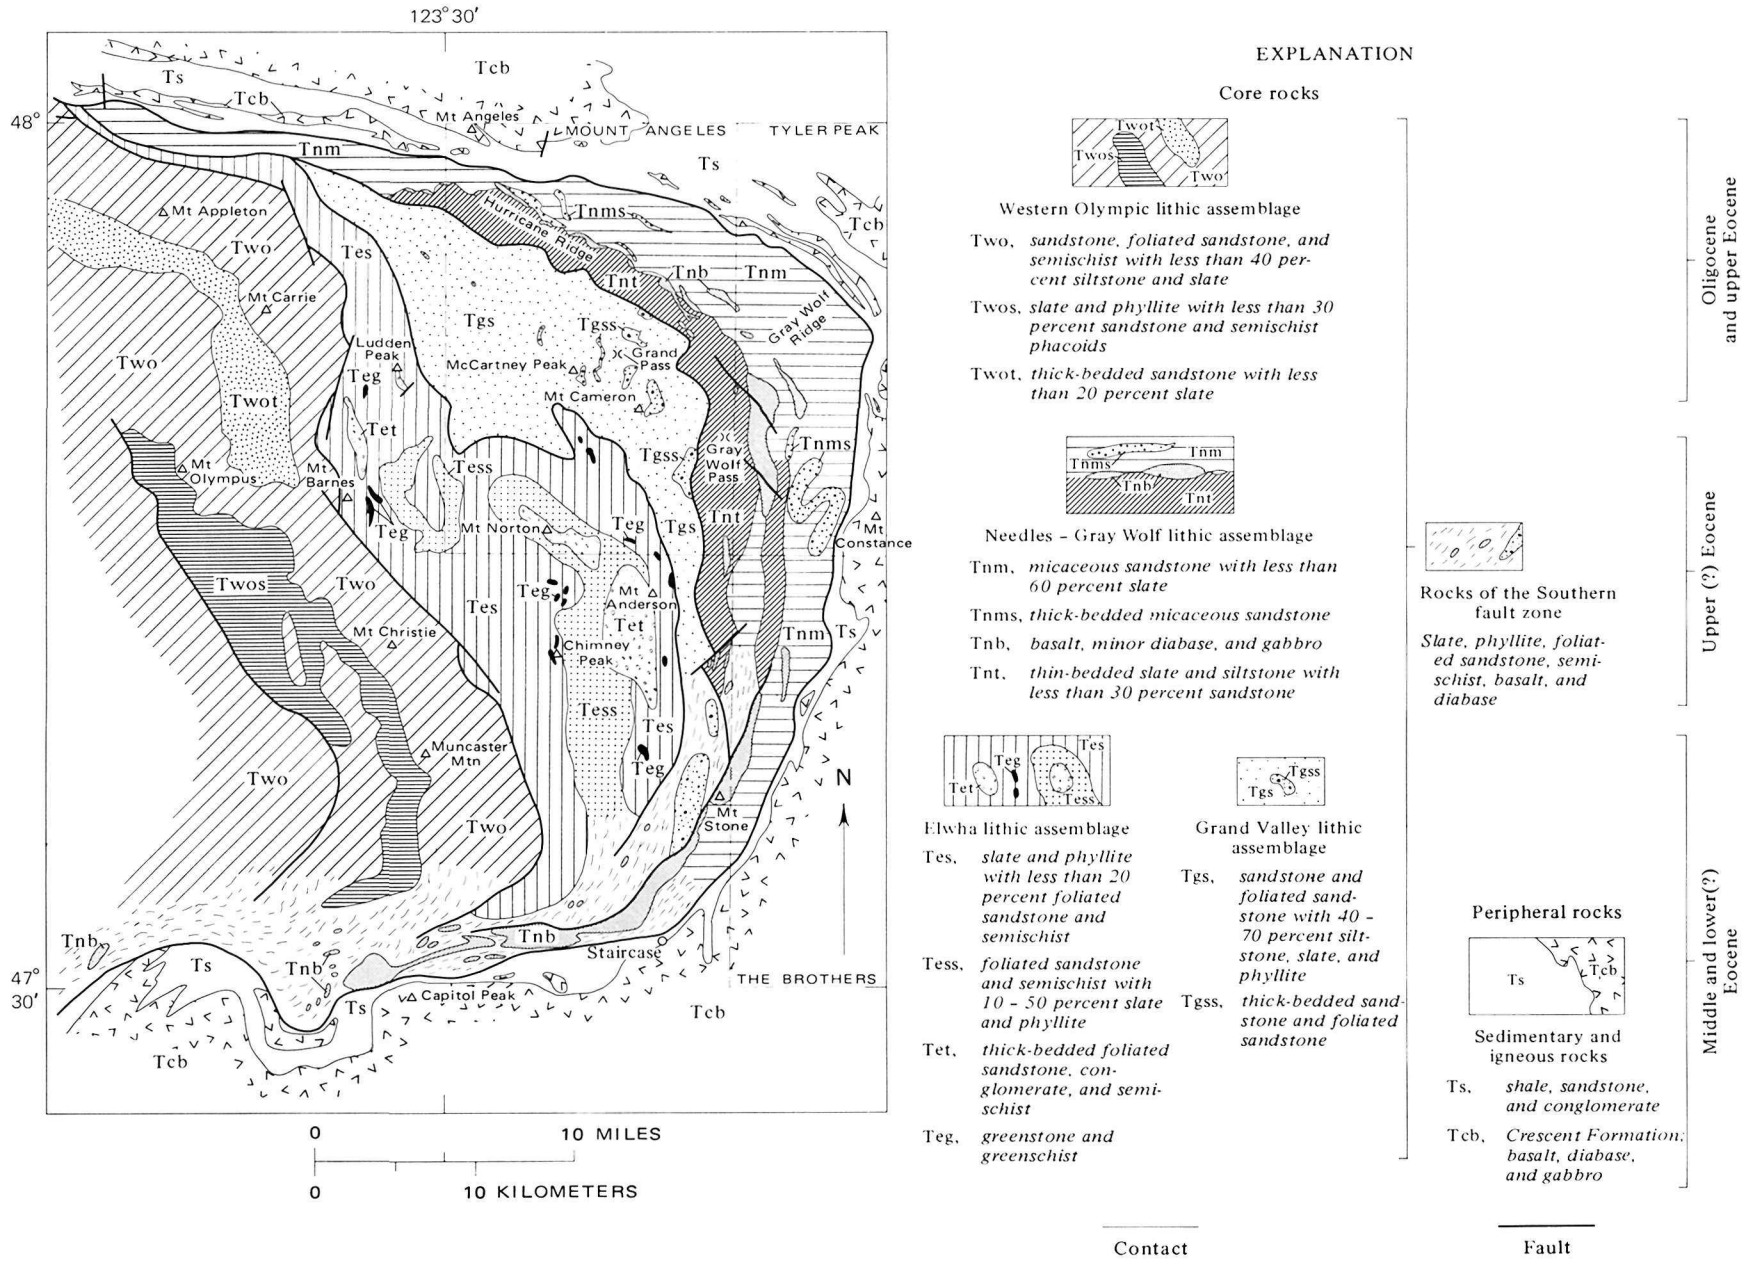 123°30′
Ts
Tcb
Tcb
48°
Mt Angeles
MOUNT ANGELES
TYLER PEAK
Tnm
Ts
Mt Appleton
Hurricane Ridge
Tnms
Tcb
Two
Tes
Tnt
Tnb
Tnm
Mt Carrie
Gray Wolf
Ridge
Tgs
Tgss
Ludden
Peak
Grand
Pass
McCartney Peak
Two
Teg
Mt Cameron
Twot
Tet
Gray
Wolf
Pass
Tnms
Tess
Tgss
Mt
Olympus
Mt
Barnes
Teg
Mt Norton
Teg
Tgs
Tnt
Mt
Constance
Twos
Two
Tes
Teg
Mt
Anderson
Tet
Mt Christie
Chimney
Peak
Tnm
Ts
Tess
Tes
Muncaster
Mtn
Teg
Two
N
Two
Mt
Stone
Tnb
Tnb
Staircase
Ts
Tnb
47°
30′
THE BROTHERS
Ts
Capitol Peak
Tcb
Tcb
0 10 MILES
0 10 KILOMETERS
EXPLANATION
Core rocks
Twot
Twos
Two
Western Olympic lithic assemblage
Two, sandstone, foliated sandstone, and
semischist with less than 40 per-
cent siltstone and slate
Twos, slate and phyllite with less than 30
percent sandstone and semischist
phacoids
Twot, thick-bedded sandstone with less
than 20 percent slate
Oligocene
and upper Eocene
Tnms
Tnm
Tnb
Tnt
Needles – Gray Wolf lithic assemblage
Tnm, micaceous sandstone with less than
60 percent slate
Tnms, thick-bedded micaceous sandstone
Tnb, basalt, minor diabase, and gabbro
Tnt, thin-bedded slate and siltstone with
less than 30 percent sandstone
Upper (?) Eocene
Rocks of the Southern
fault zone
Slate, phyllite, foliat-
ed sandstone, semi-
schist, basalt, and
diabase
Tes
Teg
Tet
Tess
Elwha lithic assemblage
Tes, slate and phyllite
with less than 20
percent foliated
sandstone and
semischist
Tess, foliated sandstone
and semischist with
10 – 50 percent slate
and phyllite
Tet, thick-bedded foliated
sandstone, con-
glomerate, and semi-
schist
Teg, greenstone and
greenschist
Tgss
Tgs
Grand Valley lithic
assemblage
Tgs, sandstone and
foliated sand-
stone with 40 –
70 percent silt-
stone, slate, and
phyllite
Tgss, thick-bedded sand-
stone and foliated
sandstone
Peripheral rocks
Ts
Tcb
Sedimentary and
igneous rocks
Ts, shale, sandstone,
and conglomerate
Tcb, Crescent Formation;
basalt, diabase,
and gabbro
Middle and lower(?)
Eocene
Contact
Fault